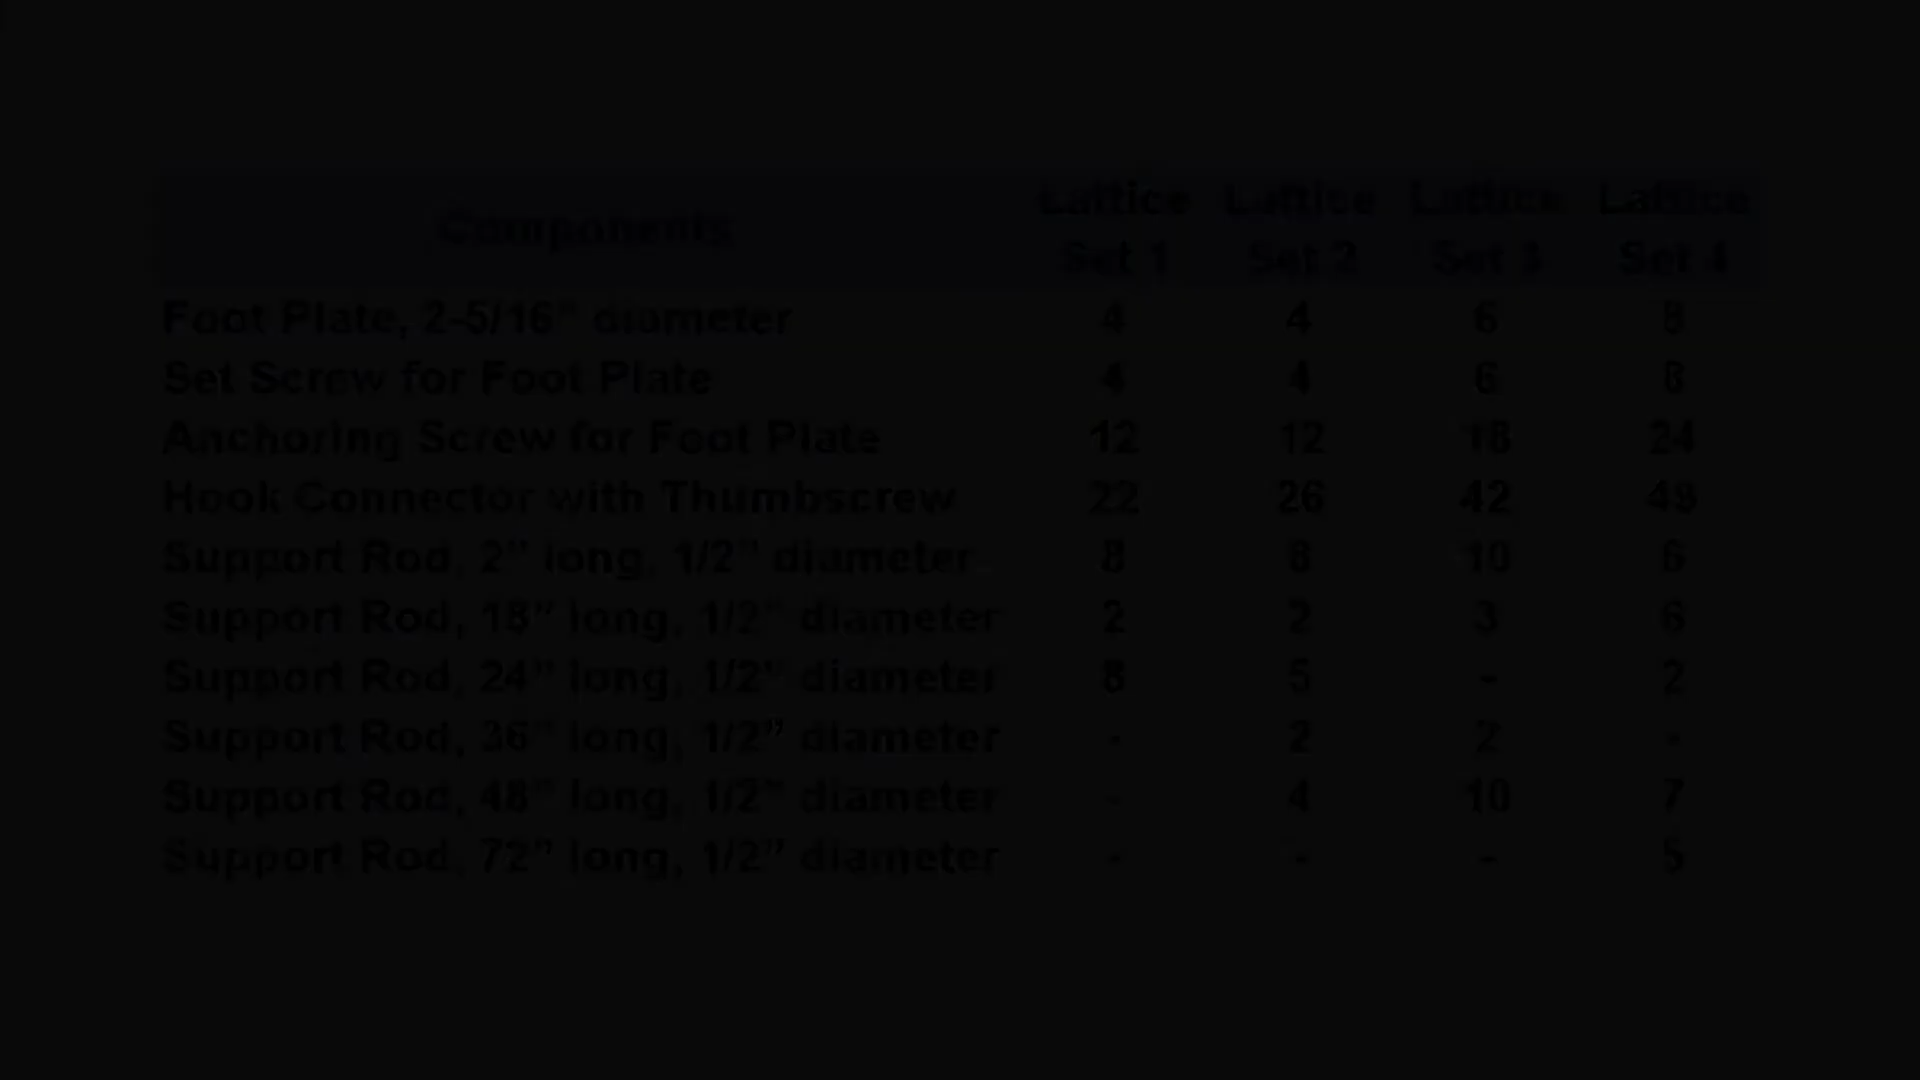 Components Lattice Set 1 Lattice Set 2 Lattice Set 3 Lattice Set 4
Foot Plate, 2-5/16" diameter 4 4 6 8
Set Screw for Foot Plate 4 4 6 8
Anchoring Screw for Foot Plate 12 12 18 24
Hook Connector with Thumbscrew 22 26 42
Support Rod, 2" long, 1/2" diameter 8 8 10 6
Support Rod, 18" long, 1/2" diameter 2 2 3 6
Support Rod, 24" long, 1/2" diameter 8 5 - 2
Support Rod, 36" long, 1/2" diameter - 2 2 -
Support Rod, 48" long, 1/2" diameter - 4 10 7
Support Rod, 72" long, 1/2" diameter - - - 5